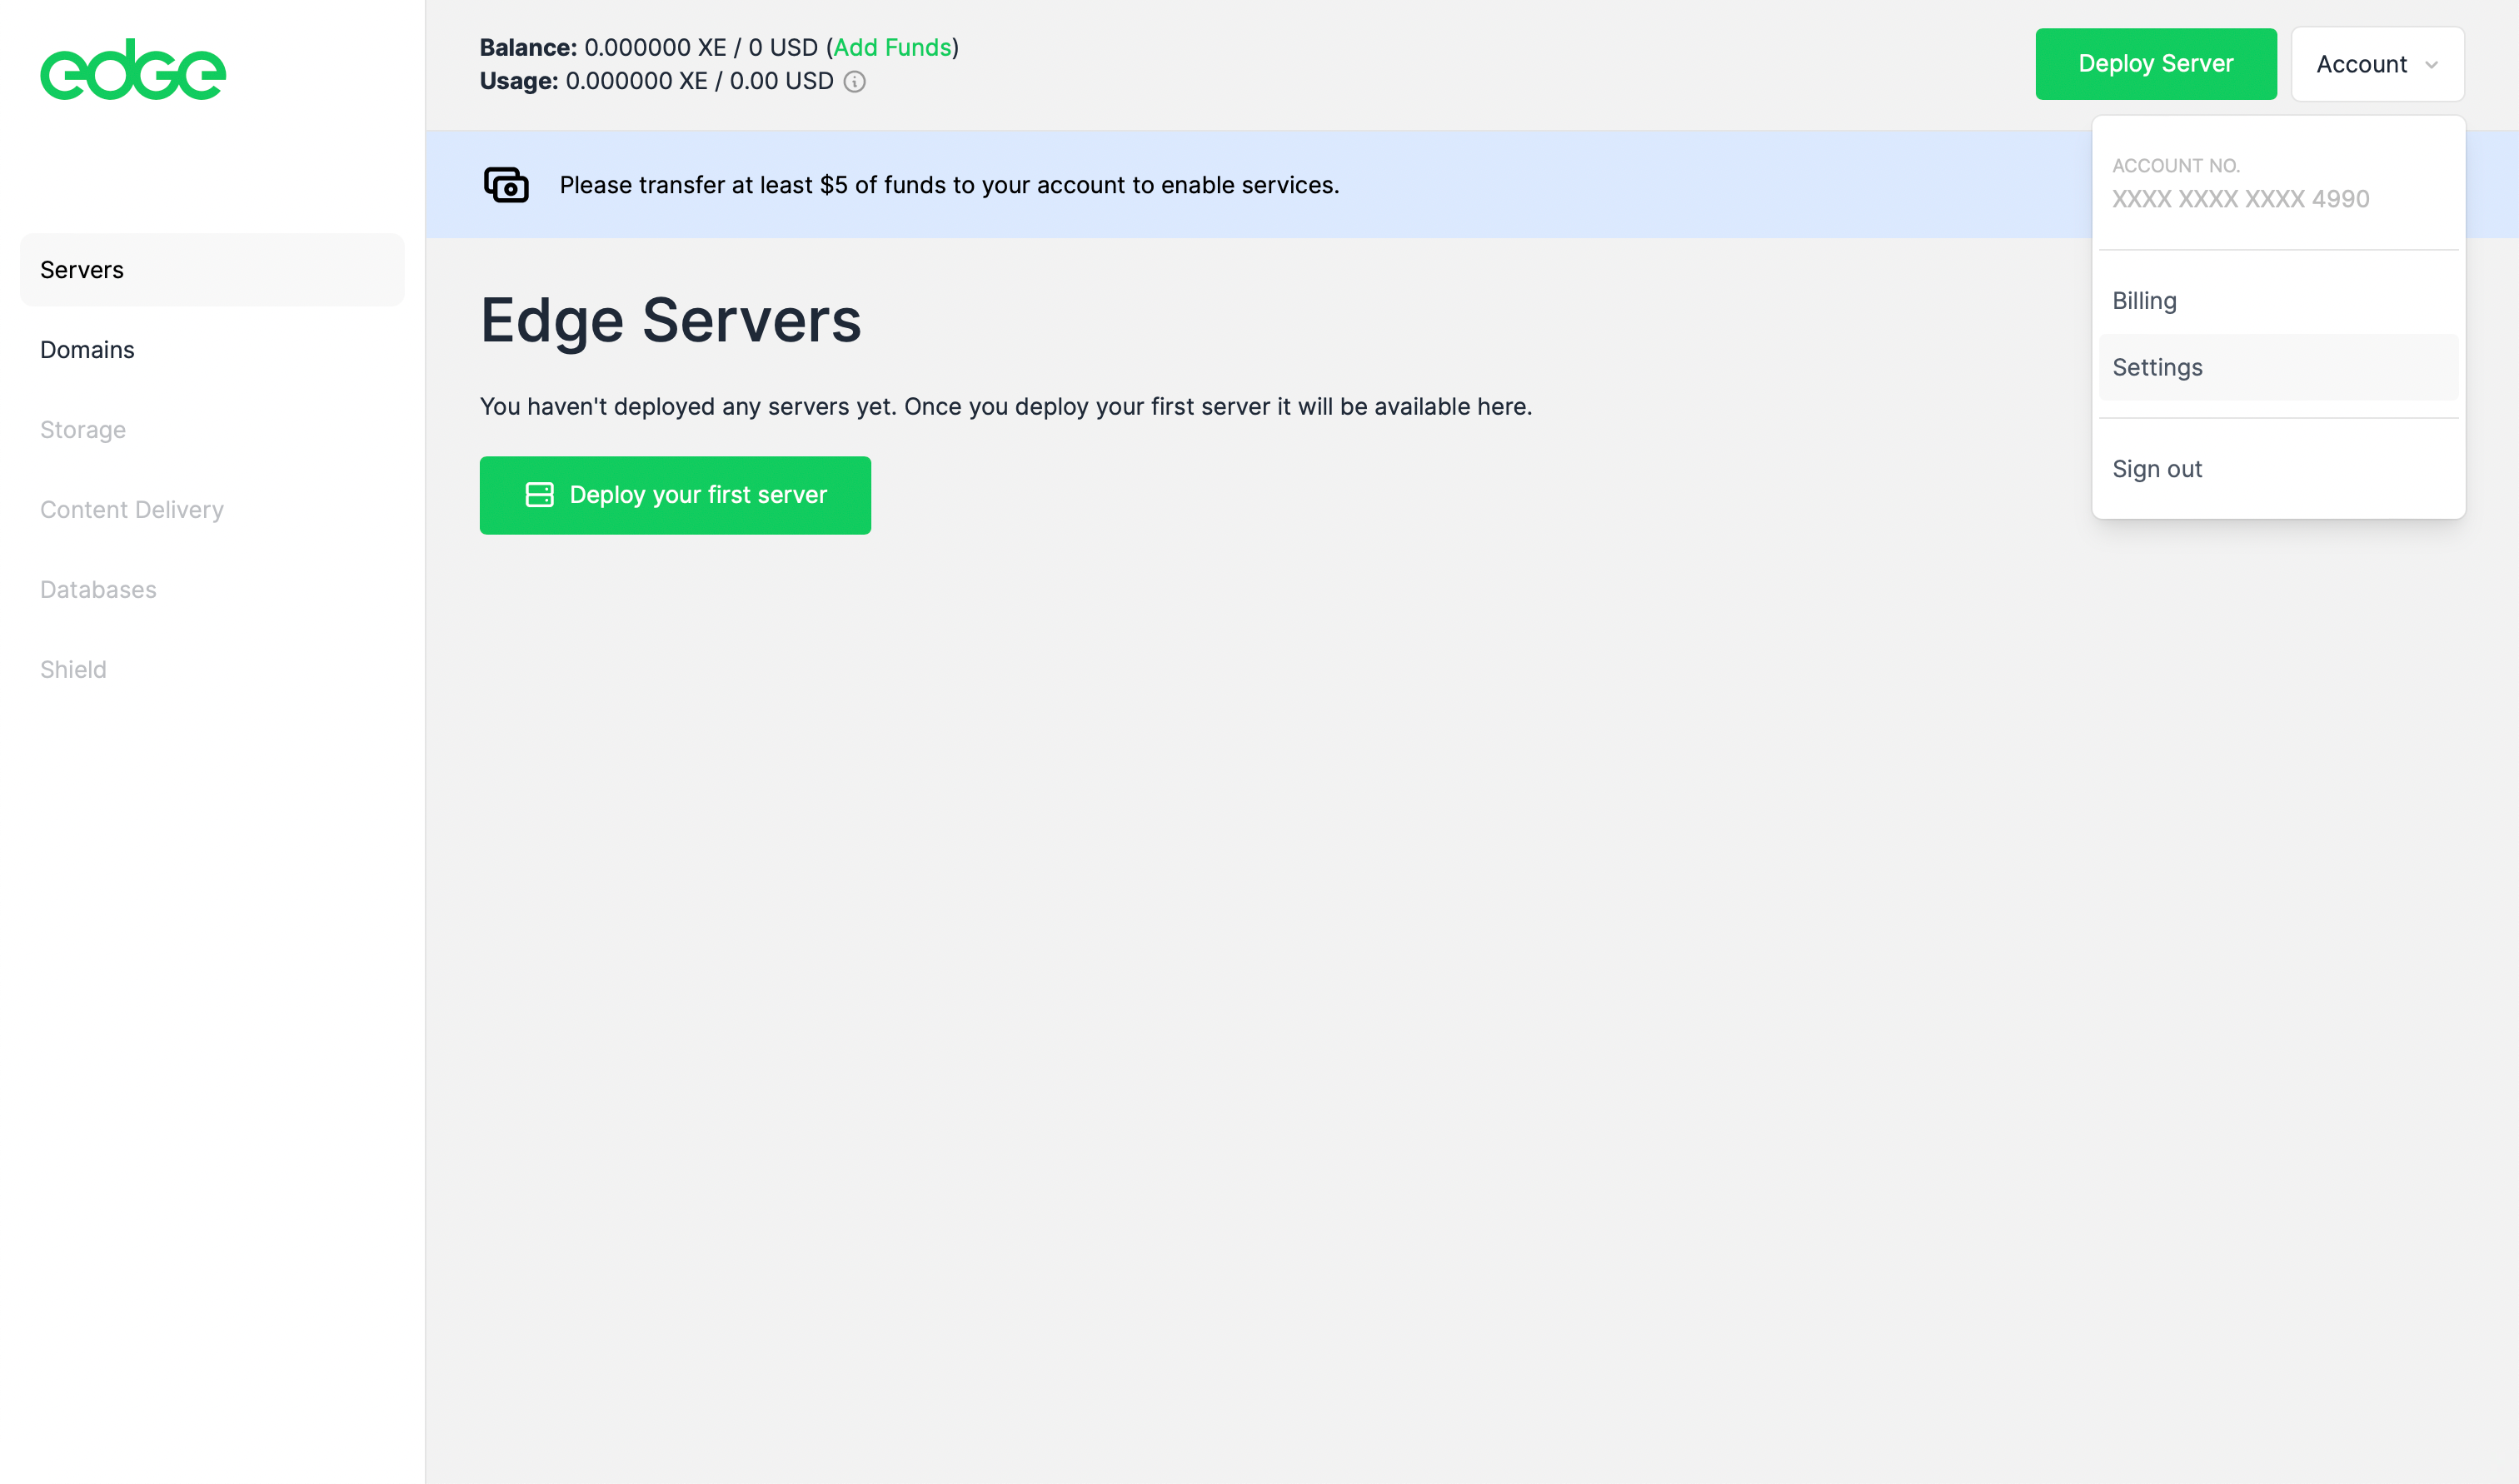 edge
Balance: 0.000000 XE / 0 USD (Add Funds)
Usage: 0.000000 XE / 0.00 USD
Deploy Server
Account
Please transfer at least $5 of funds to your account to enable services.
ACCOUNT NO.
XXXX XXXX XXXX 4990
Billing
Settings
Sign out
Servers
Domains
Storage
Content Delivery
Databases
Shield
Edge Servers
You haven't deployed any servers yet. Once you deploy your first server it will be available here.
Deploy your first server